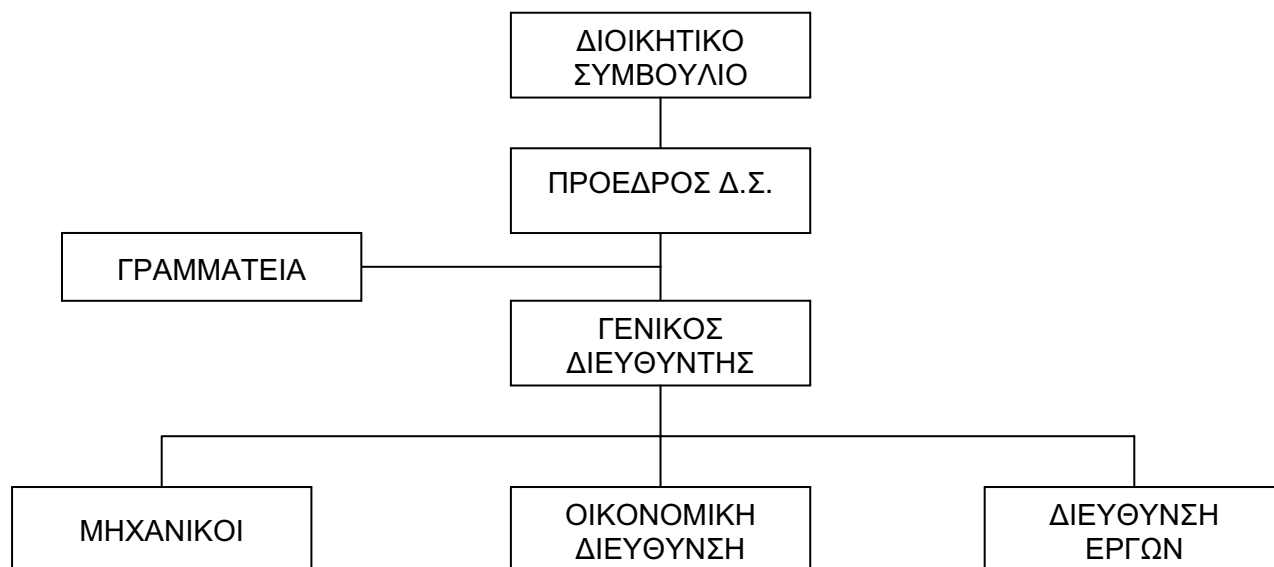 ΔΙΟΙΚΗΤΙΚΟ
ΣΥΜΒΟΥΛΙΟ
ΠΡΟΕΔΡΟΣ Δ.Σ.
ΓΡΑΜΜΑΤΕΙΑ
ΓΕΝΙΚΟΣ
ΔΙΕΥΘΥΝΤΗΣ
ΜΗΧΑΝΙΚΟΙ
ΟΙΚΟΝΟΜΙΚΗ
ΔΙΕΥΘΥΝΣΗ
ΔΙΕΥΘΥΝΣΗ
ΕΡΓΩΝ